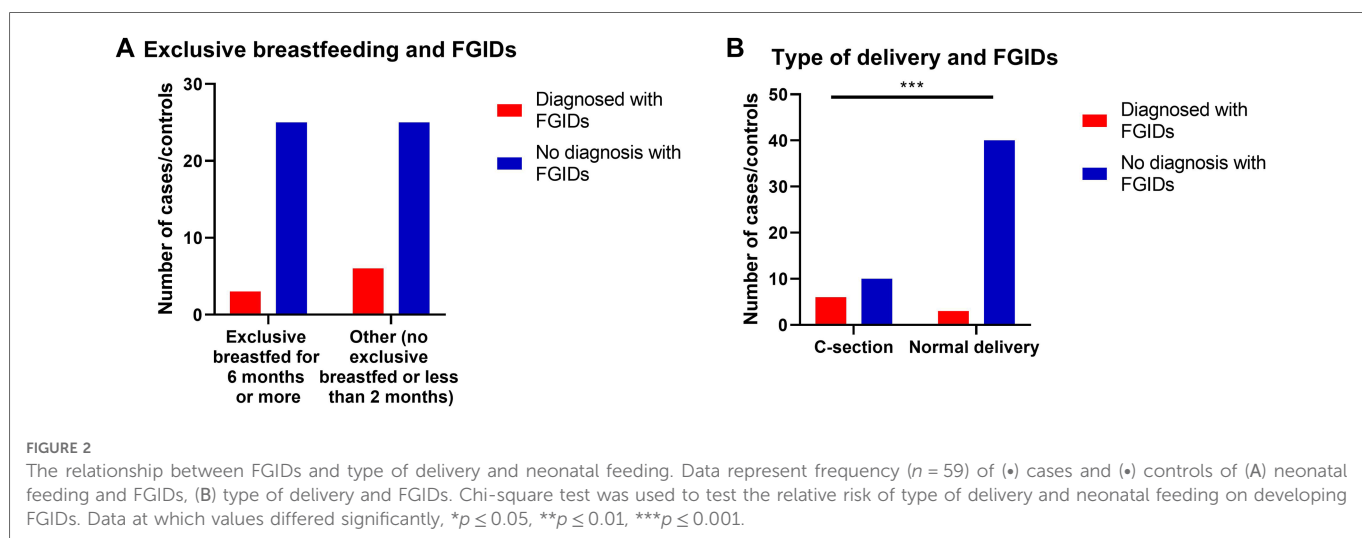 A Exclusive breastfeeding and FGIDs
Number of cases/controls
30
20
10
0
Exclusive
breastfed for
6 months
or more
Other (no
exclusive
breastfed or less
than 2 months)
Diagnosed with
FGIDs
No diagnosis with
FGIDs
B Type of delivery and FGIDs
Number of cases/controls
50
40
30
20
10
0
***
C-section
Normal delivery
Diagnosed with
FGIDs
No diagnosis with
FGIDs
FIGURE 2
The relationship between FGIDs and type of delivery and neonatal feeding. Data represent frequency (n = 59) of (•) cases and (•) controls of (A) neonatal
feeding and FGIDs, (B) type of delivery and FGIDs. Chi-square test was used to test the relative risk of type of delivery and neonatal feeding on developing
FGIDs. Data at which values differed significantly, *p ≤ 0.05, **p ≤ 0.01, ***p ≤ 0.001.